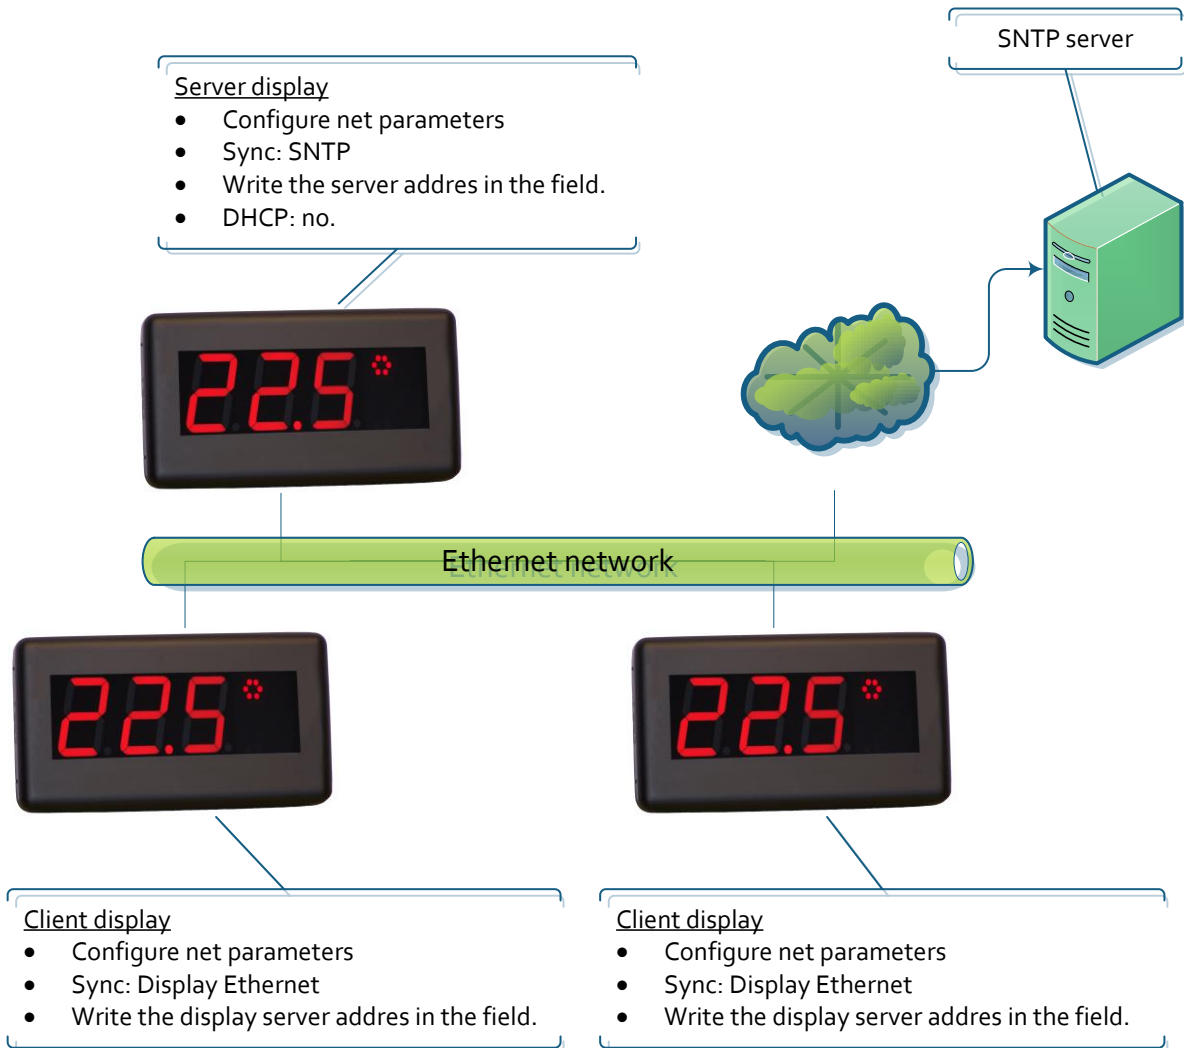 SNTP server
Server display
• Configure net parameters
• Sync: SNTP
• Write the server addres in the field.
• DHCP: no.
22.5
Ethernet network
22.5
22.5
Client display
• Configure net parameters
• Sync: Display Ethernet
• Write the display server addres in the field.
Client display
• Configure net parameters
• Sync: Display Ethernet
• Write the display server addres in the field.